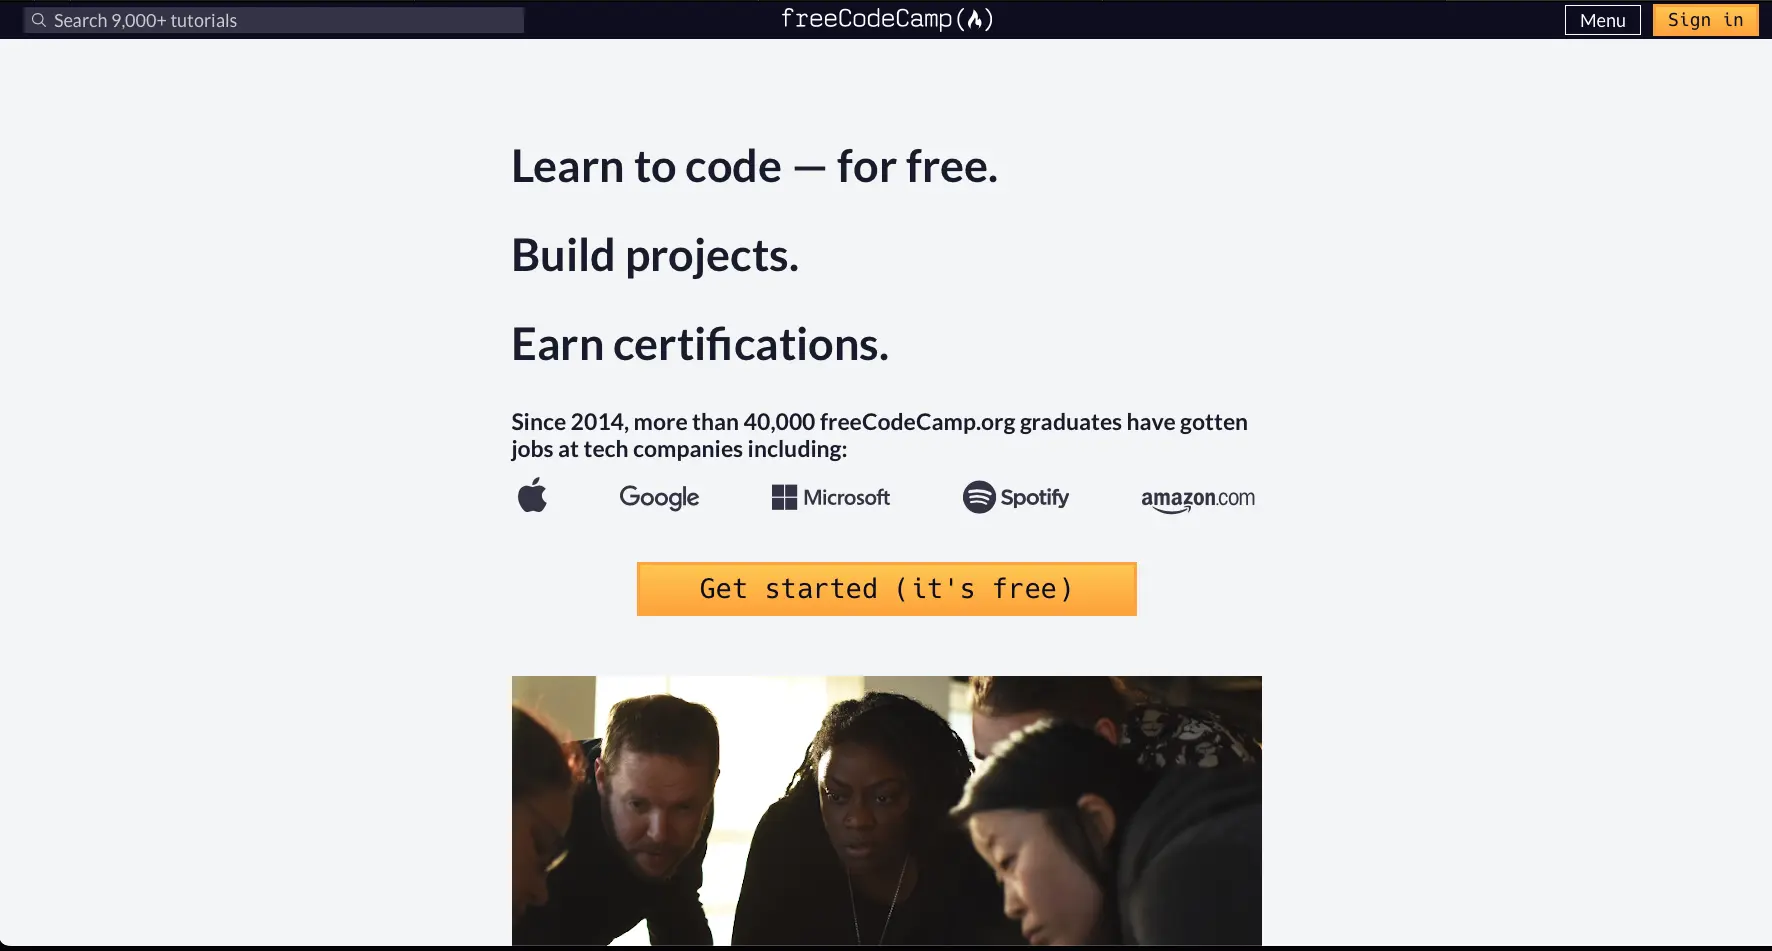 Search 9,000+ tutorials
freeCodeCamp(🔥)
Menu
Sign in
Learn to code — for free.
Build projects.
Earn certifications.
Since 2014, more than 40,000 freeCodeCamp.org graduates have gotten
jobs at tech companies including:
Google
Microsoft
Spotify
amazon.com
Get started (it's free)